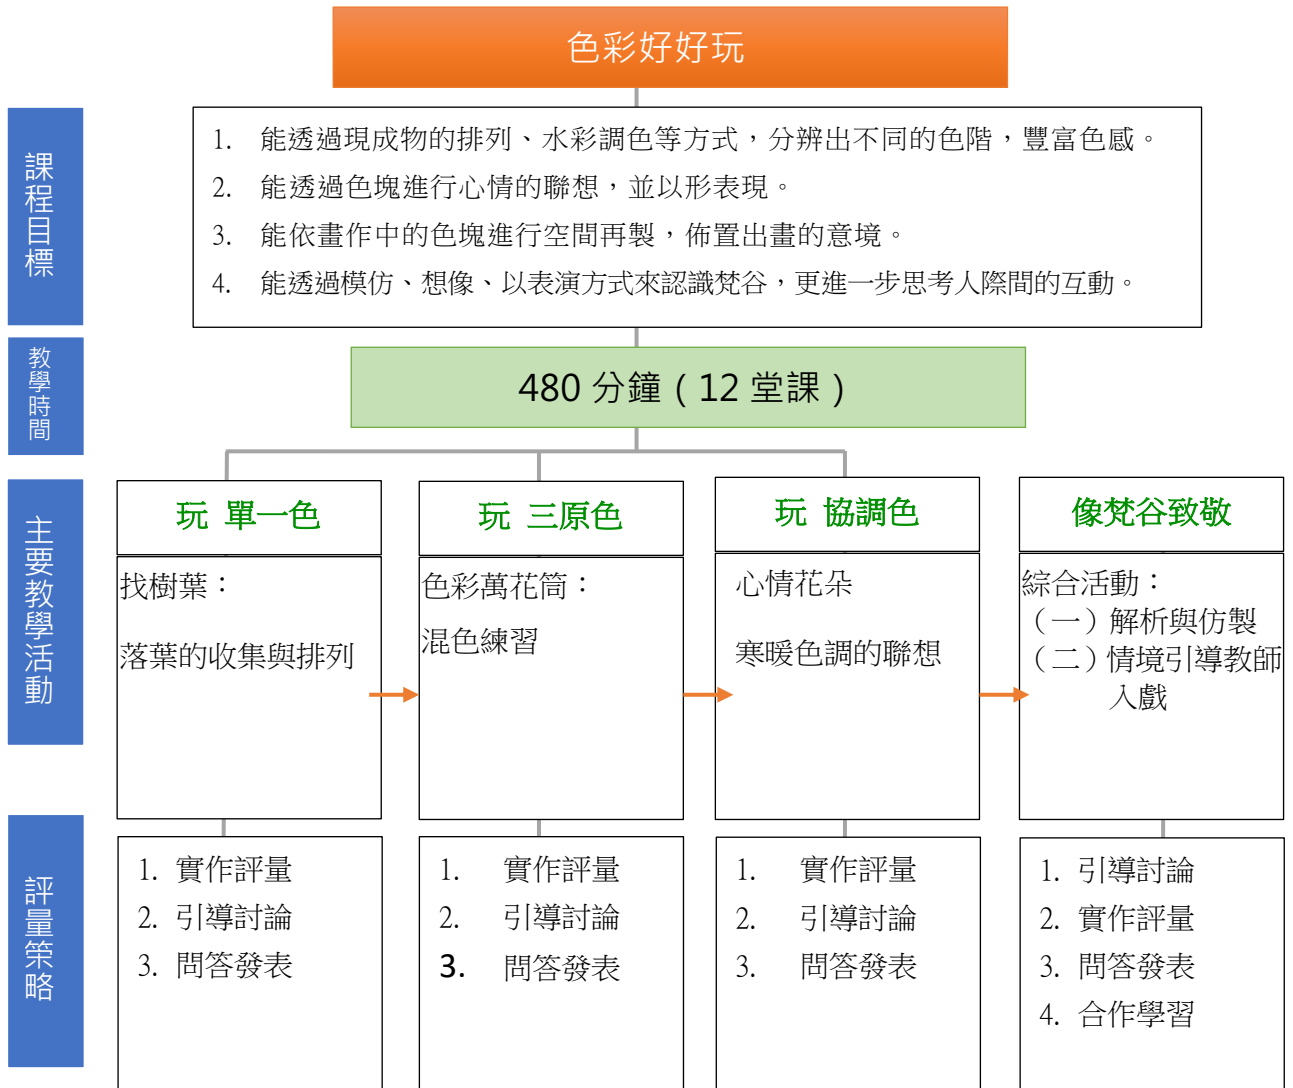 色彩好好玩
課程目標
1. 能透過現成物的排列、水彩調色等方式，分辨出不同的色階，豐富色感。
2. 能透過色塊進行心情的聯想，並以形表現。
3. 能依畫作中的色塊進行空間再製，佈置出畫的意境。
4. 能透過模仿、想像、以表演方式來認識梵谷，更進一步思考人際間的互動。
教學時間
480 分鐘（12 堂課）
主要教學活動
玩 單一色
找樹葉：
落葉的收集與排列
玩 三原色
色彩萬花筒：
混色練習
玩 協調色
心情花朵
寒暖色調的聯想
像梵谷致敬
綜合活動：
（一）解析與仿製
（二）情境引導教師
入戲
評量策略
1. 實作評量
2. 引導討論
3. 問答發表
1. 實作評量
2. 引導討論
3. 問答發表
1. 實作評量
2. 引導討論
3. 問答發表
1. 引導討論
2. 實作評量
3. 問答發表
4. 合作學習